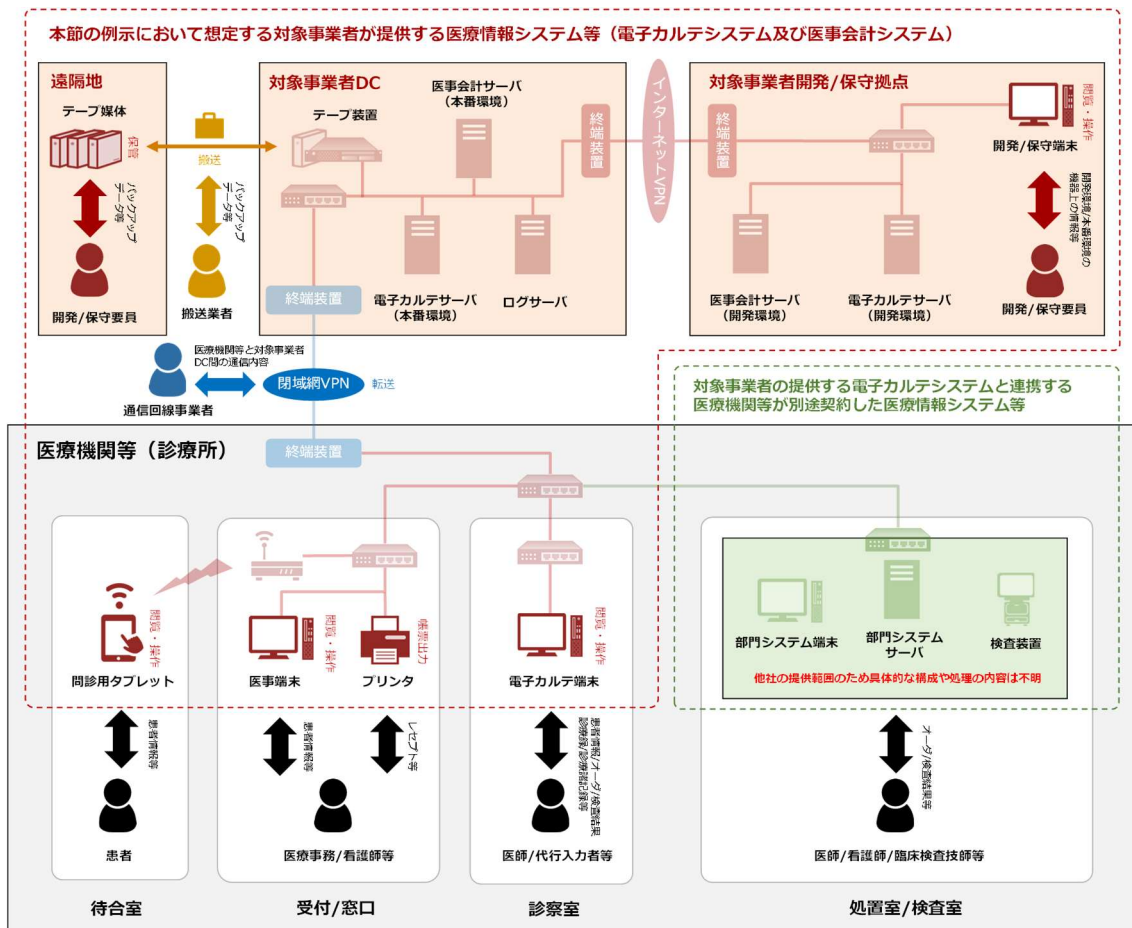 本節の例示において想定する対象事業者が提供する医療情報システム等（電子カルテシステム及び医事会計システム）
遠隔地
テープ媒体
保管
バックアップ
データ等
開発/保守要員
搬送
バックアップ
データ等
搬送業者
対象事業者DC
テープ装置
医事会計サーバ
（本番環境）
終端装置
電子カルテサーバ
（本番環境）
ログサーバ
終端装置
インターネットVPN
対象事業者開発/保守拠点
終端装置
閲覧・操作
開発/保守端末
医事会計サーバ
（開発環境）
電子カルテサーバ
（開発環境）
開発環境/本番環境の
機器上の情報等
開発/保守要員
医療機関等と対象事業者
DC間の通信内容
通信回線事業者
閉域網VPN
転送
対象事業者の提供する電子カルテシステムと連携する
医療機関等が別途契約した医療情報システム等
医療機関等（診療所）
終端装置
閲覧・操作
問診用タブレット
患者情報等
患者
待合室
閲覧・操作
医事端末
帳票出力
プリンタ
患者情報等
レセプト等
医療事務/看護師等
受付/窓口
閲覧・操作
電子カルテ端末
患者情報/オーダ/検査結果
診療録/診療諸記録等
医師/代行入力者等
診察室
部門システム端末
部門システム
サーバ
検査装置
他社の提供範囲のため具体的な構成や処理の内容は不明
オーダ/検査結果等
医師/看護師/臨床検査技師等
処置室/検査室